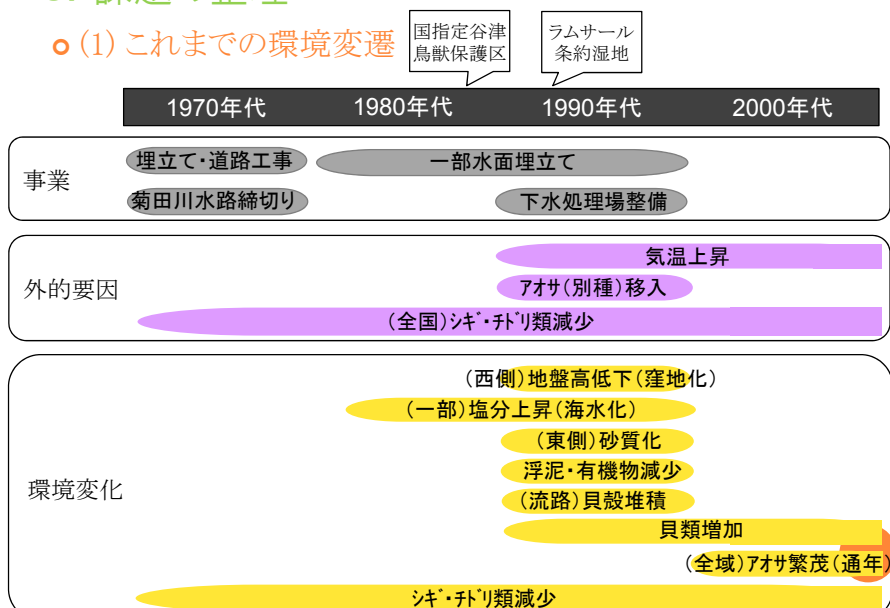 (1) これまでの環境変遷
国指定谷津
鳥獣保護区
ラムサール
条約湿地
1970年代
1980年代
1990年代
2000年代
事業
埋立て・道路工事
一部水面埋立て
菊田川水路締切り
下水処理場整備
外的要因
気温上昇
アオサ(別種)移入
(全国)ｼｷﾞ・ﾁﾄﾞﾘ類減少
環境変化
(西側)地盤高低下(窪地化)
(一部)塩分上昇(海水化)
(東側)砂質化
浮泥・有機物減少
(流路)貝殻堆積
貝類増加
(全域)アオサ繁茂(通年)
ｼｷﾞ・ﾁﾄﾞﾘ類減少